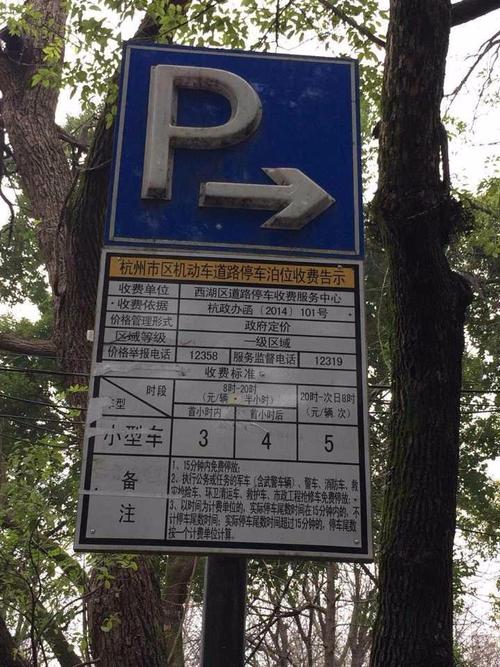 P
杭州市区机动车道路停车泊位收费告示
收费单位 西湖区道路停车收费服务中心
收费依据 杭政办函（2014）101号
价格管理形式 政府定价
区域等级 一级区域
价格举报电话 12358 服务监督电话 12319
收费标准
时段 8时-20时 20时-次日8时
（元/辆·半小时） （元/辆 次）
车型 首小时内 首小时后
小型车 3 4 5
备注
1、15分钟内免费停放；
2、执行公务或任务的军车（含武警车辆）、警车、消防车、救
灾抢险车、环卫清运车、救护车、市政工程抢修车免费停放；
3、以时间为计费单位的，实际停车尾数时间在15分钟内的，不
计停车尾数时间；实际停车尾数时间超过15分钟的，停车尾数
按一个计费单位计算。